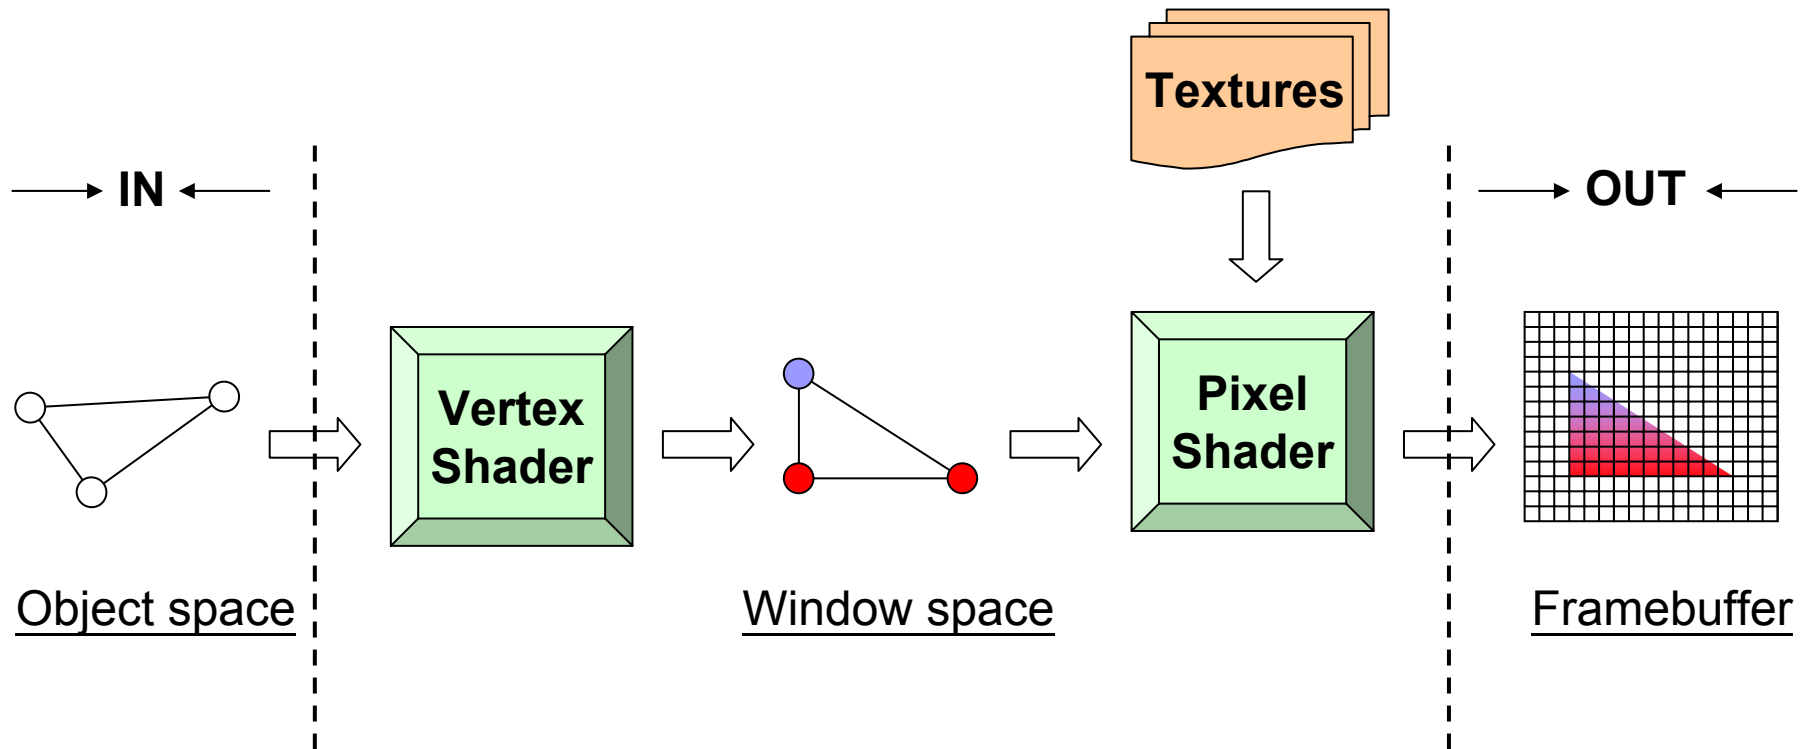 Textures
IN
OUT
Vertex
Shader
Pixel
Shader
Object space
Window space
Framebuffer